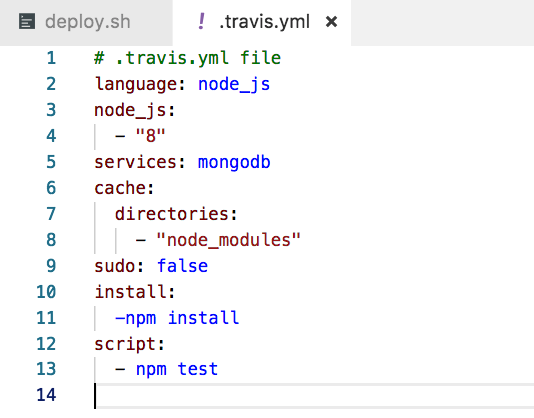 deploy.sh
! .travis.yml ×
1 # .travis.yml file
2 language: node_js
3 node_js:
4   - "8"
5 services: mongodb
6 cache:
7   directories:
8     - "node_modules"
9 sudo: false
10 install:
11   -npm install
12 script:
13   - npm test
14